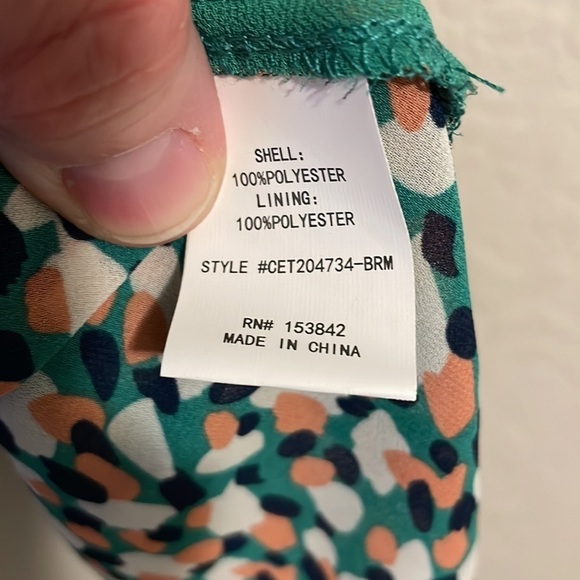 SHELL:
100%POLYESTER
LINING:
100%POLYESTER
STYLE #CET204734-BRM
RN# 153842
MADE IN CHINA